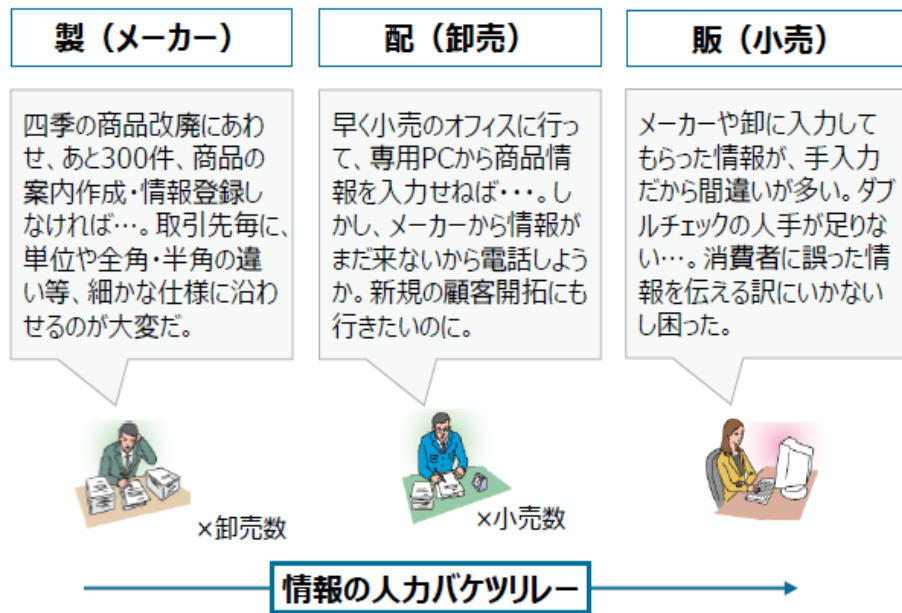 製（メーカー）
四季の商品改廃にあわ
せ、あと300件、商品の
案内作成・情報登録し
なければ…。取引先毎に、
単位や全角・半角の違
い等、細かな仕様に沿わ
せるのが大変だ。
×卸売数
配（卸売）
早く小売のオフィスに行っ
て、専用PCから商品情
報を入力せねば・・・。し
かし、メーカーから情報が
まだ来ないから電話しよう
か。新規の顧客開拓にも
行きたいのに。
×小売数
販（小売）
メーカーや卸に入力して
もらった情報が、手入力
だから間違いが多い。ダブ
ルチェックの人手が足りな
い…。消費者に誤った情
報を伝える訳にいかない
し困った。
情報の人力バケツリレー